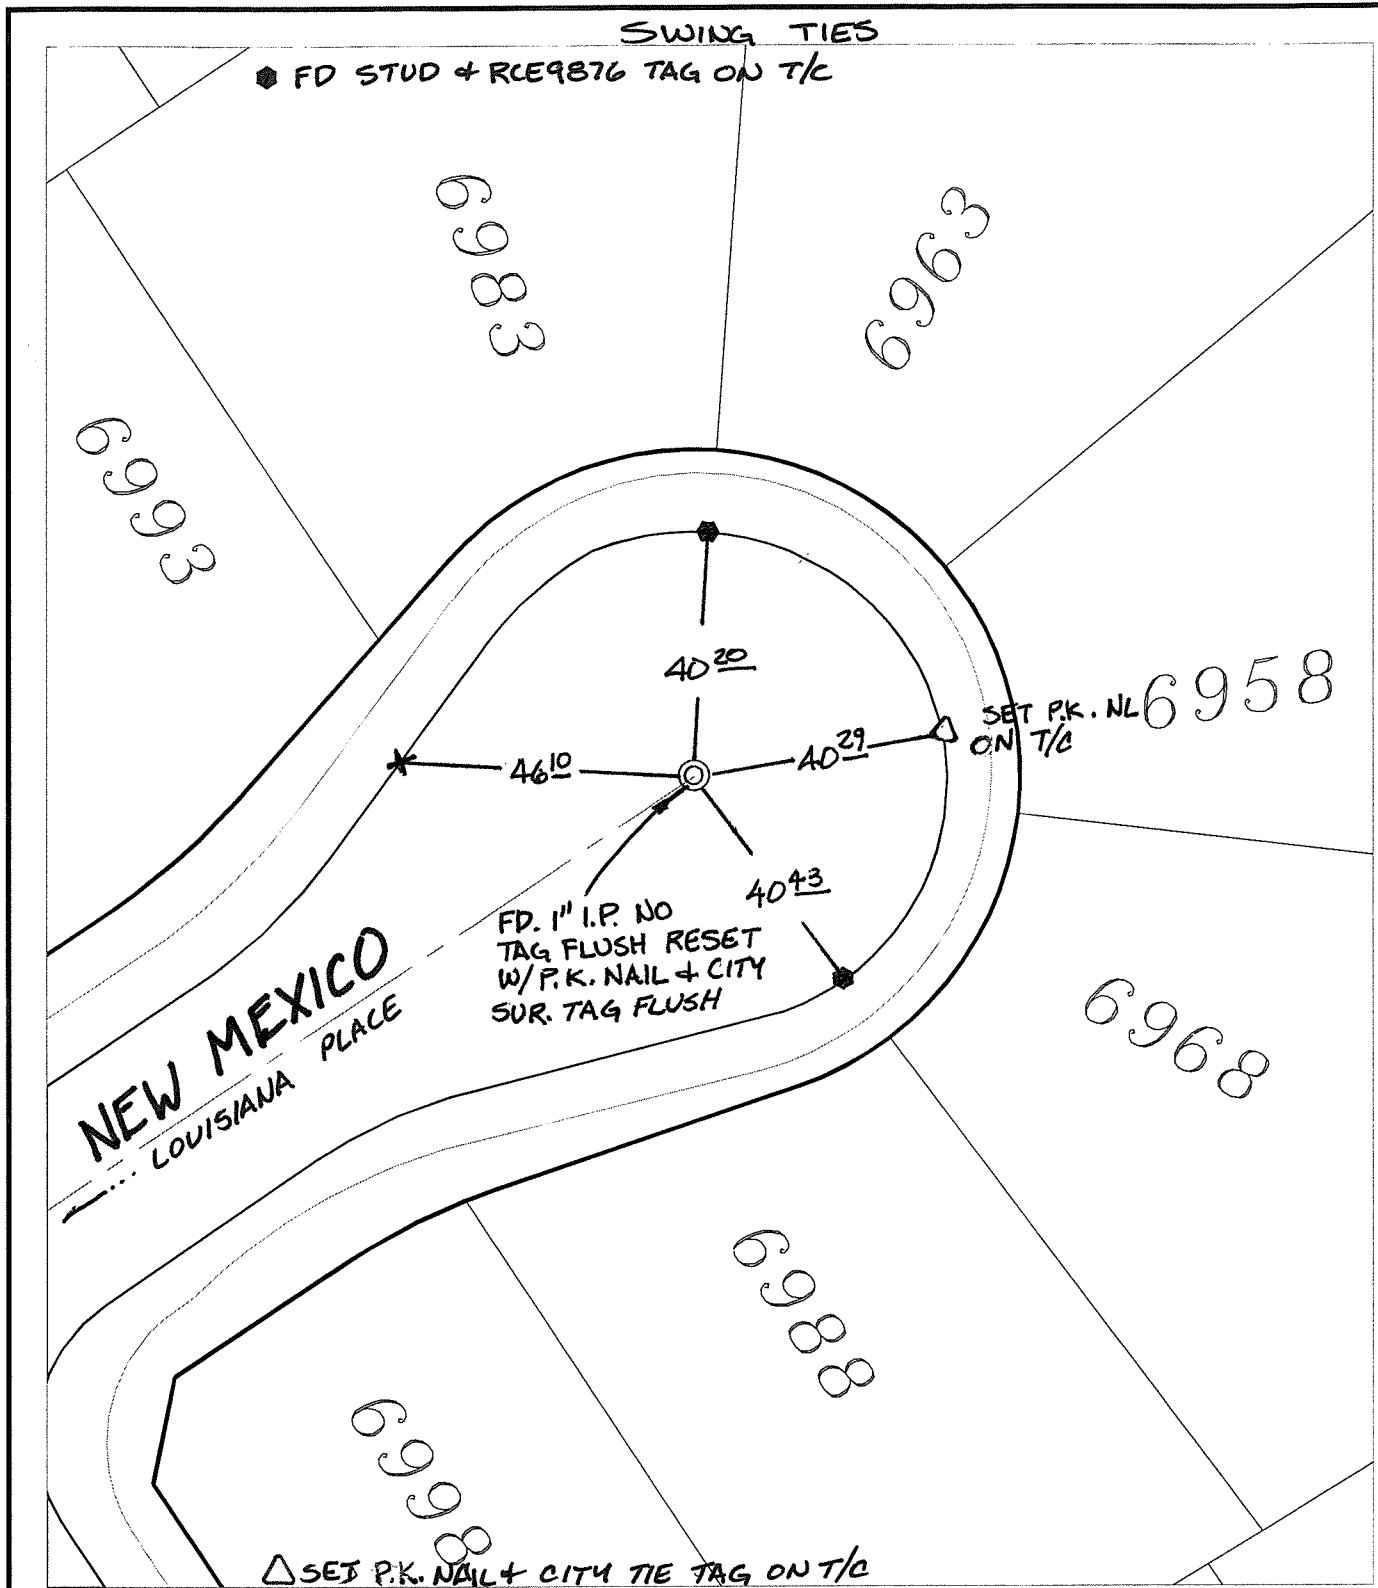 SWING TIES
FD STUD & RCE9876 TAG ON T/C
6983
6963
6993
40 20
SET P.K. NL
ON T/C
6958
46 10
40 29
40 43
FD. 1" I.P. NO
TAG FLUSH RESET
W/ P.K. NAIL & CITY
SUR. TAG FLUSH
NEW MEXICO
LOUISIANA PLACE
6968
6988
6998
SET P.K. NAIL & CITY TIE TAG ON T/C